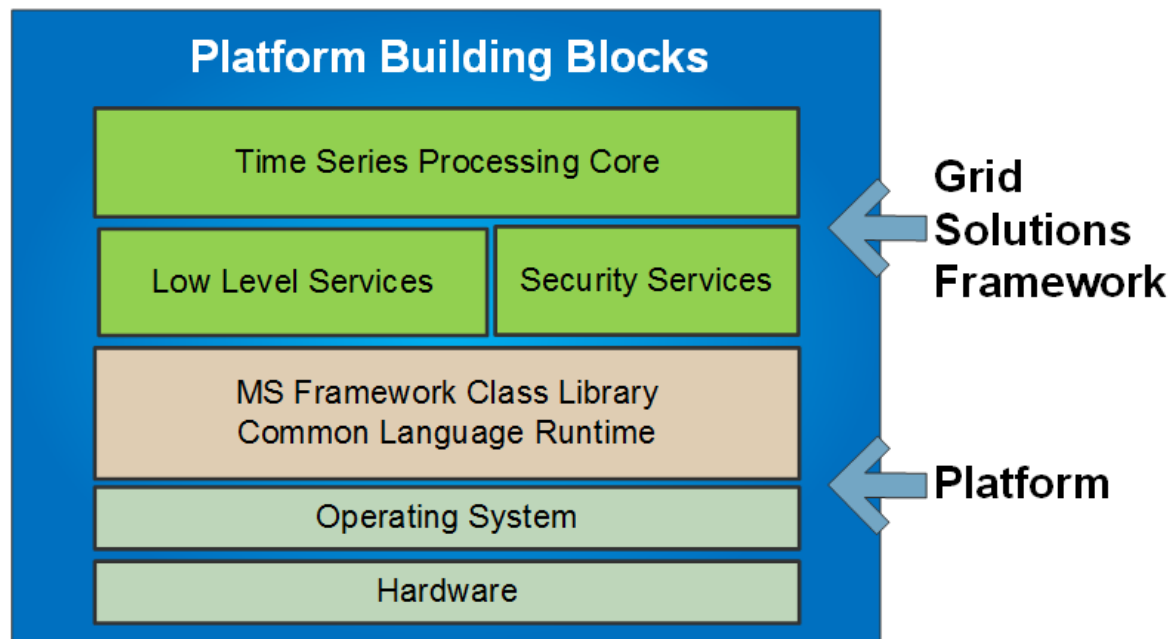 Platform Building Blocks
Time Series Processing Core
Low Level Services
Security Services
MS Framework Class Library
Common Language Runtime
Operating System
Hardware
Grid
Solutions
Framework
Platform